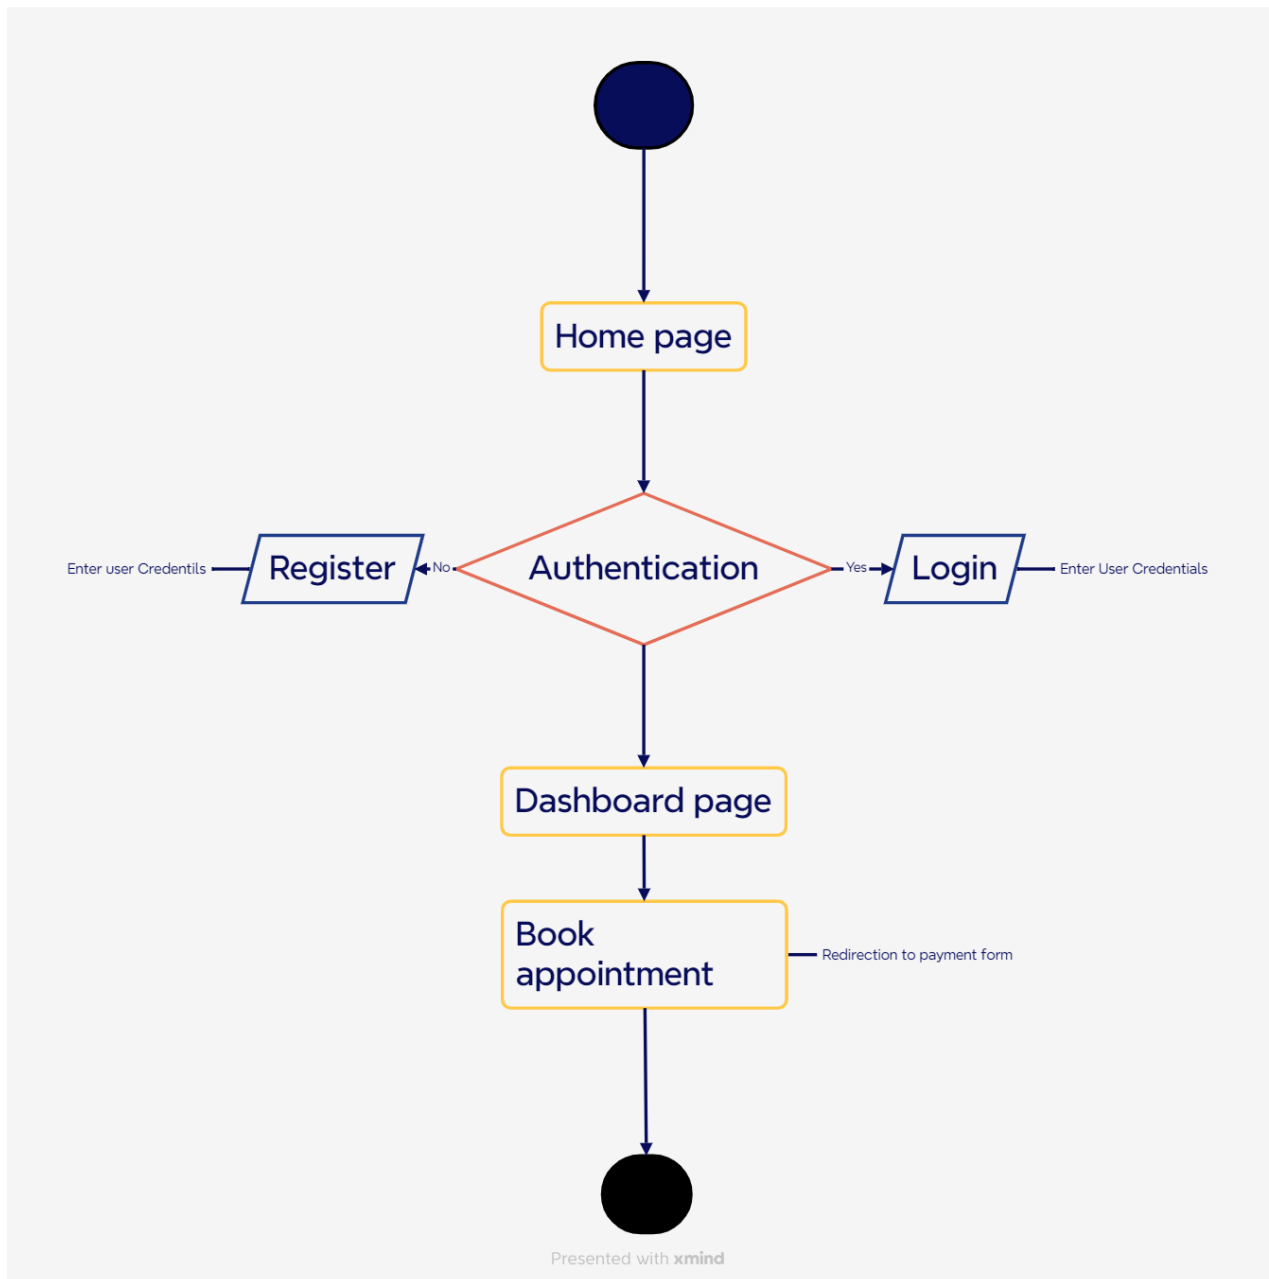 Home page
Enter user Credentils
Register
No
Authentication
Yes
Login
Enter User Credentials
Dashboard page
Book
appointment
Redirection to payment form
Presented with xmind